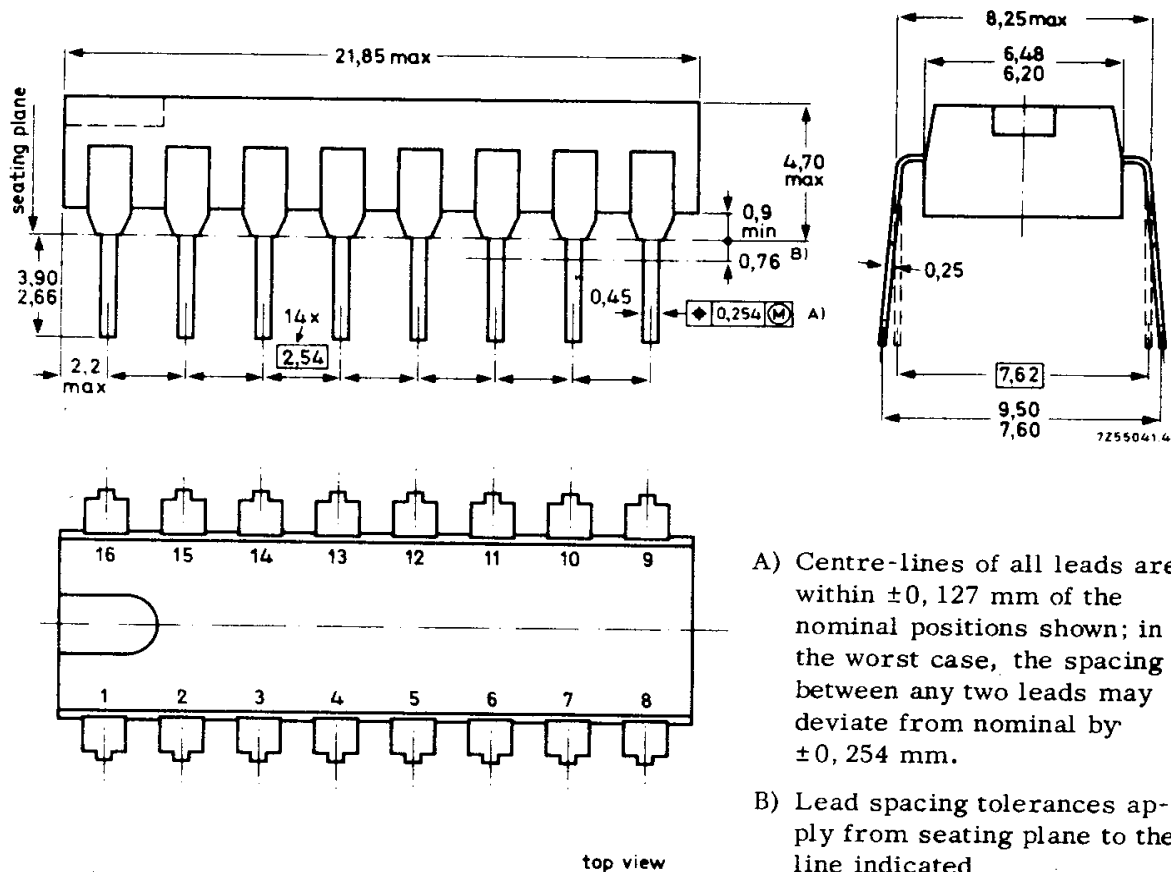 21,85 max
8,25 max
6,48
6,20
seating plane
4,70
max
0,9
min
B)
0,76
3,90
2,66
0,45
0,254 M A)
14x
2,54
2,2
max
0,25
7,62
9,50
7,60
7Z55041.4
16 15 14 13 12 11 10 9
1 2 3 4 5 6 7 8
top view
A) Centre-lines of all leads are
within ±0,127 mm of the
nominal positions shown; in
the worst case, the spacing
between any two leads may
deviate from nominal by
±0,254 mm.
B) Lead spacing tolerances ap-
ply from seating plane to the
line indicated